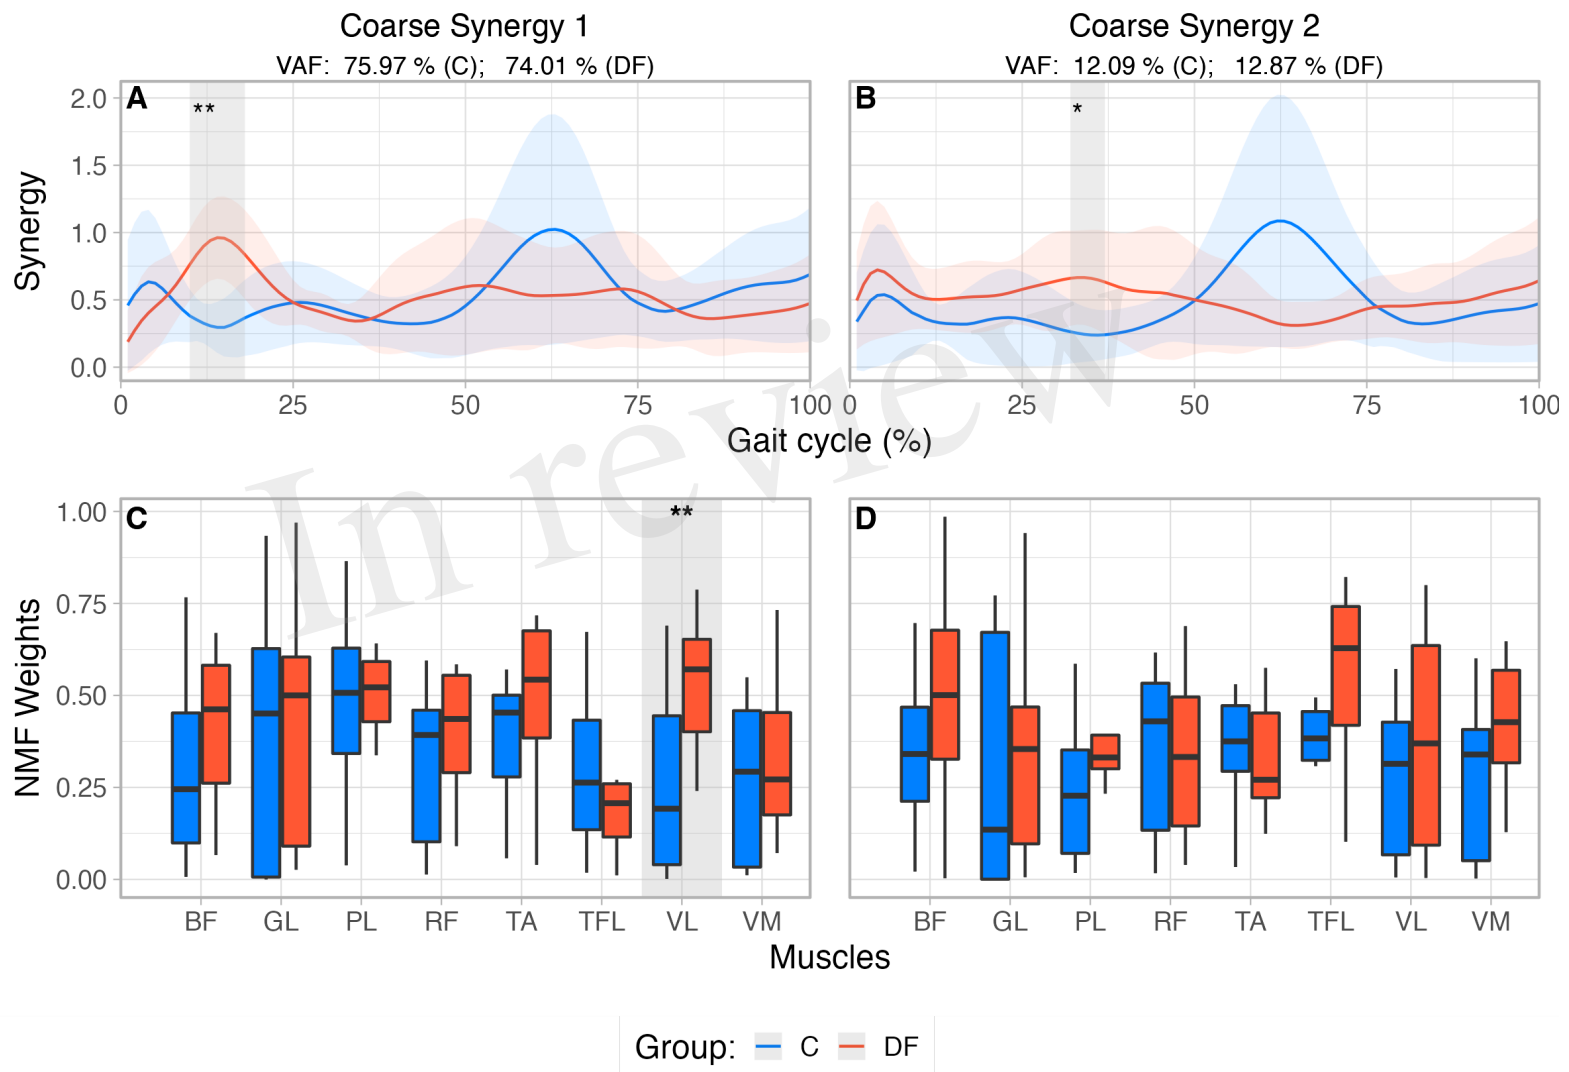 Coarse Synergy 1
Coarse Synergy 2
VAF: 75.97 % (C); 74.01 % (DF)
VAF: 12.09 % (C); 12.87 % (DF)
A
**
B
*
Synergy
2.0
1.5
1.0
0.5
0.0
0 25 50 75 100
0 25 50 75 100
Gait cycle (%)
In review
C
**
D
NMF Weights
1.00
0.75
0.50
0.25
0.00
BF GL PL RF TA TFL VL VM
BF GL PL RF TA TFL VL VM
Muscles
Group: C DF